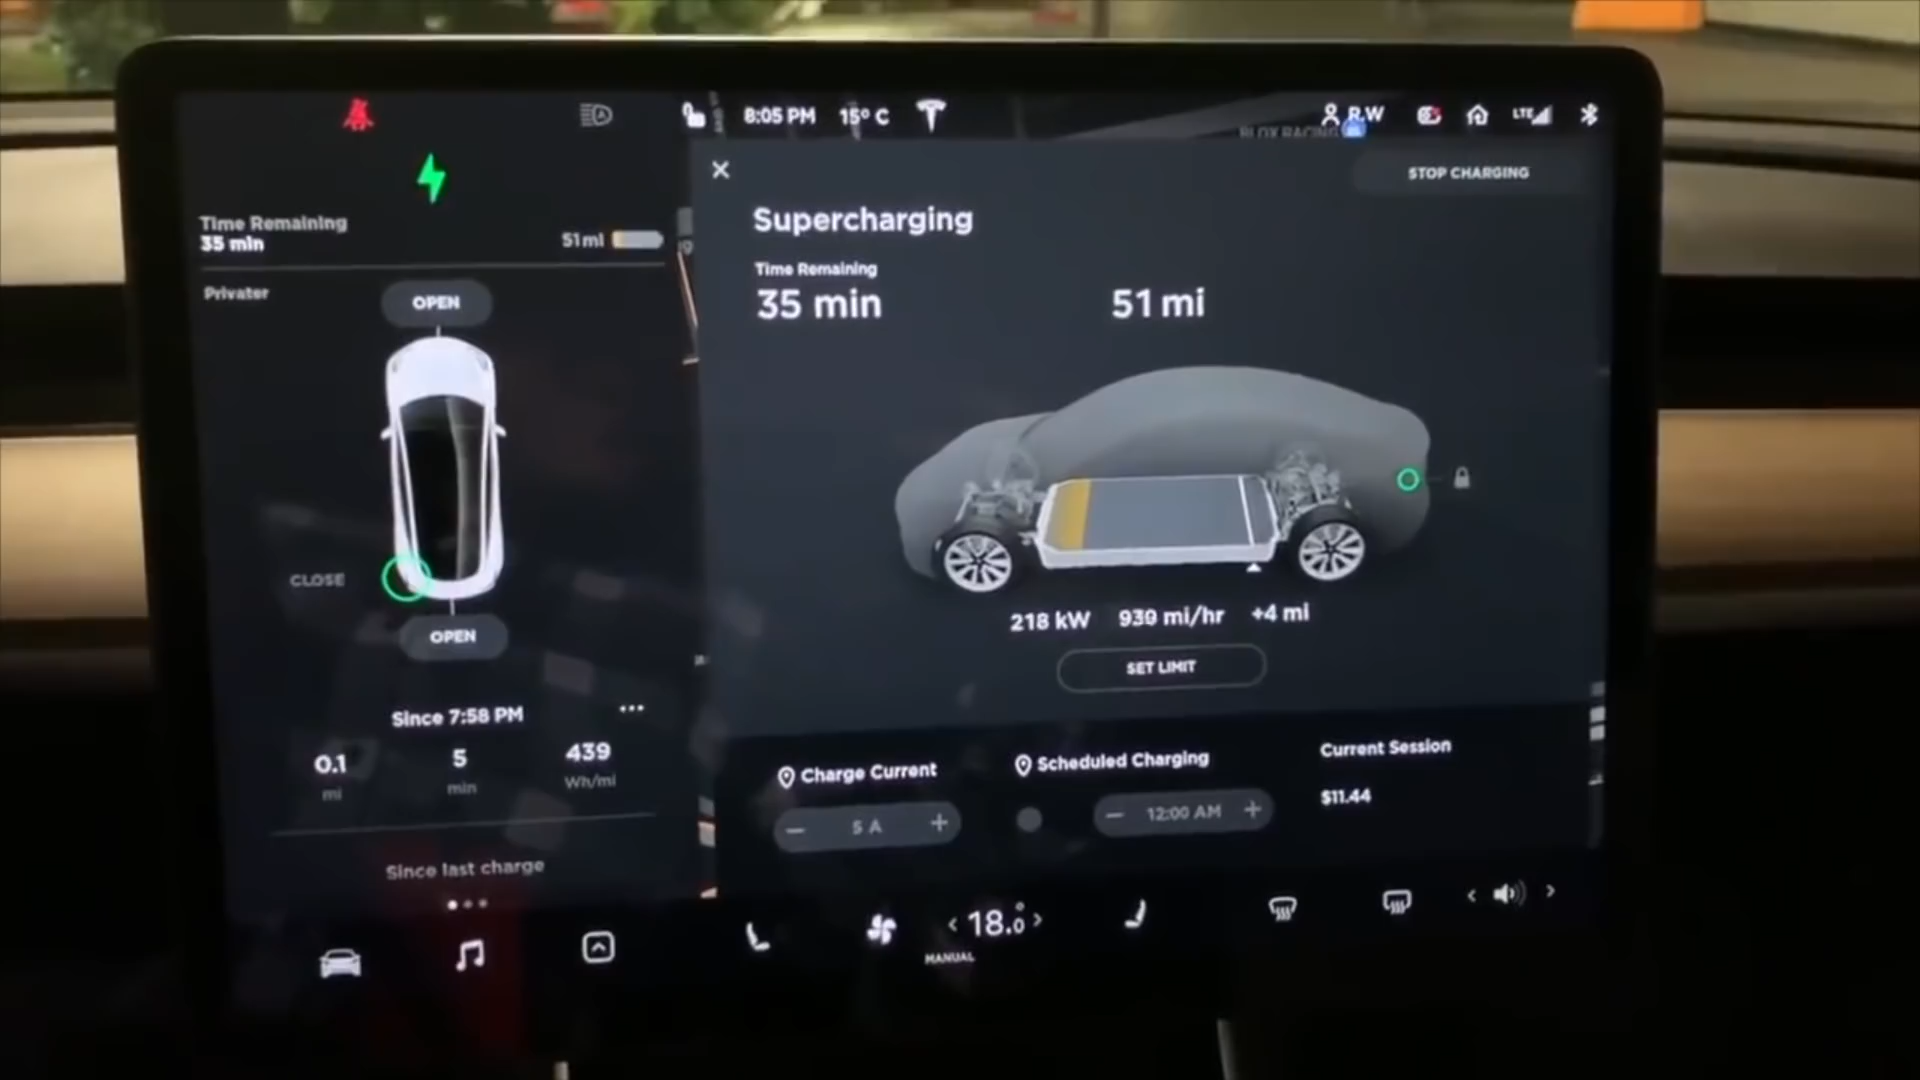 8:05 PM 15° C R.W LTE
BLOX RACING
STOP CHARGING
Time Remaining
35 min
51 mi
Privater
OPEN
CLOSE
OPEN
Since 7:58 PM
0.1 5 439
mi min Wh/mi
Since last charge
Supercharging
Time Remaining
35 min 51 mi
218 kW 939 mi/hr +4 mi
SET LIMIT
Charge Current
− 5 A +
Scheduled Charging
− 12:00 AM +
Current Session
$11.44
< 18.0° >
MANUAL